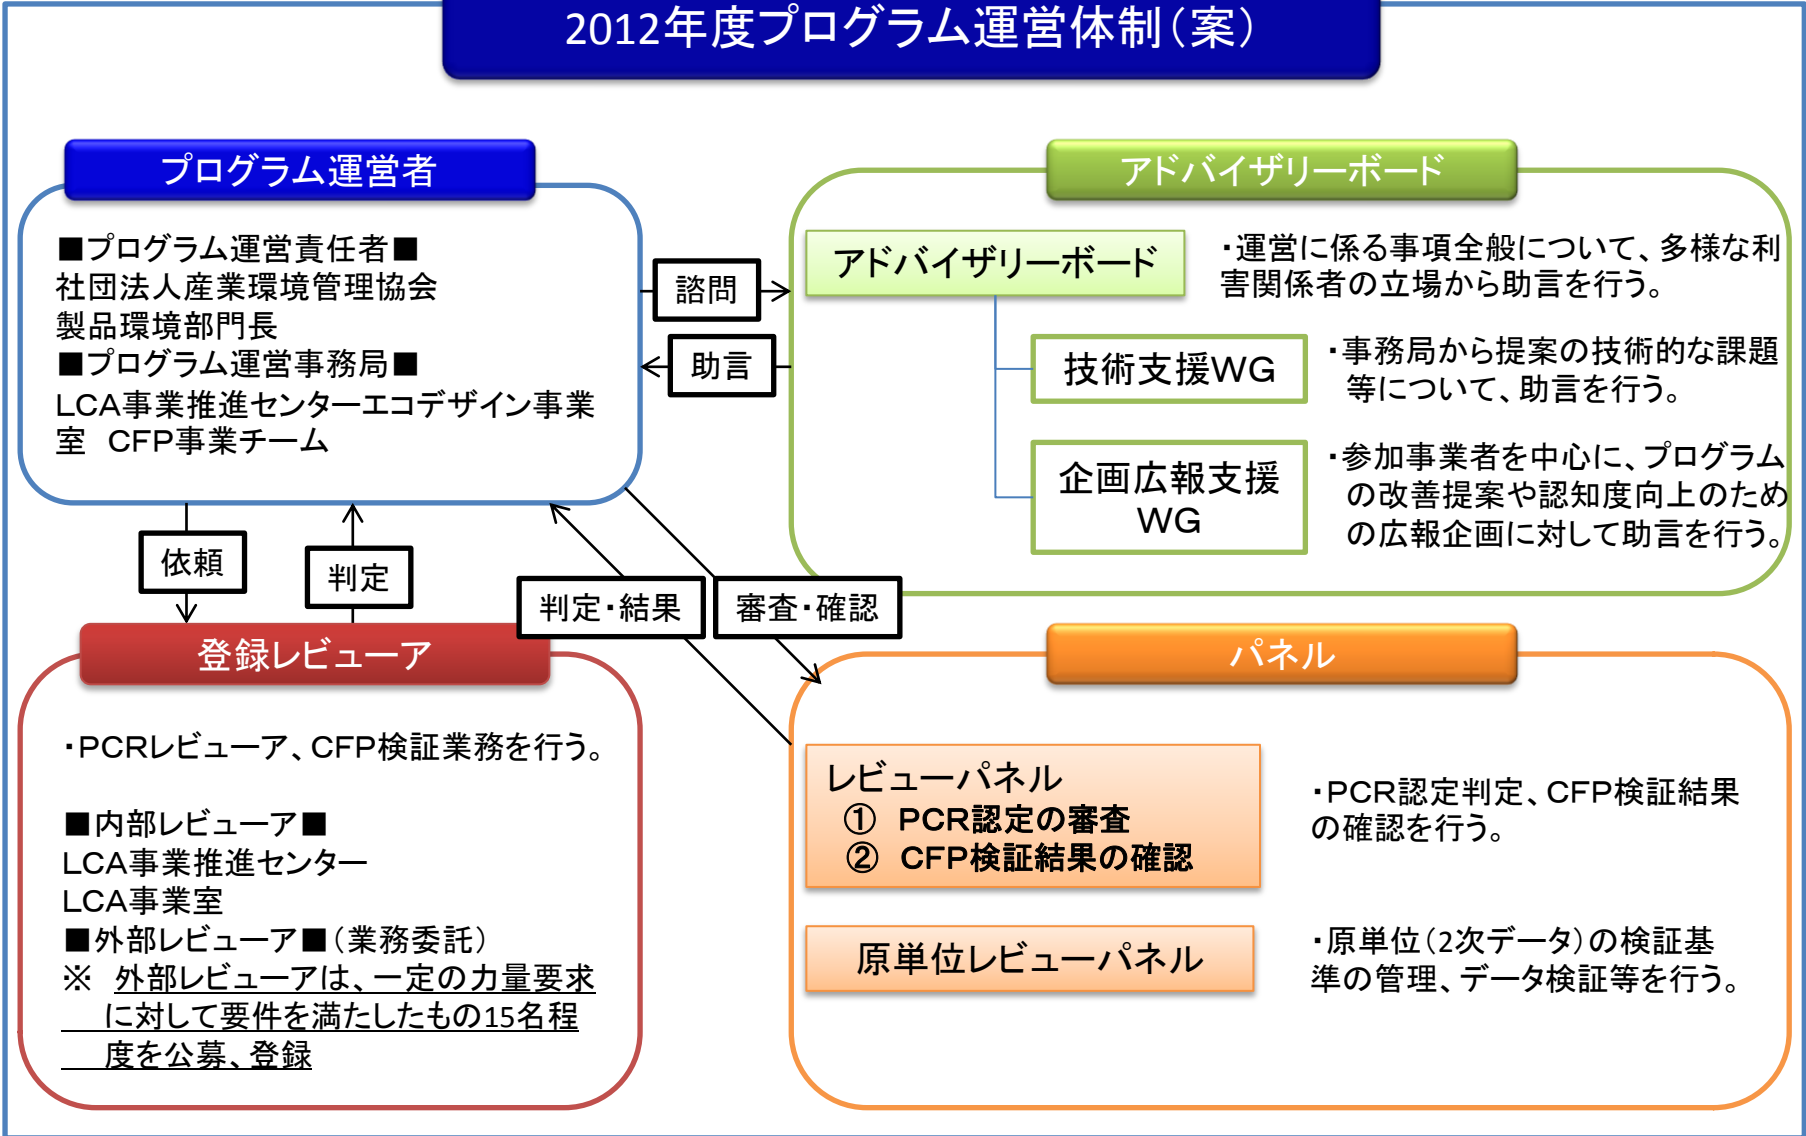 2012年度プログラム運営体制（案）
プログラム運営者
■プログラム運営責任者■
社団法人産業環境管理協会
製品環境部門長
■プログラム運営事務局■
LCA事業推進センターエコデザイン事業
室　CFP事業チーム
諮問
助言
アドバイザリーボード
アドバイザリーボード
・運営に係る事項全般について、多様な利
害関係者の立場から助言を行う。
技術支援WG
・事務局から提案の技術的な課題
等について、助言を行う。
企画広報支援
WG
・参加事業者を中心に、プログラム
の改善提案や認知度向上のため
の広報企画に対して助言を行う。
依頼
判定
判定・結果
審査・確認
登録レビューア
・PCRレビューア、CFP検証業務を行う。
■内部レビューア■
LCA事業推進センター
LCA事業室
■外部レビューア■（業務委託）
※　外部レビューアは、一定の力量要求
に対して要件を満たしたもの15名程
度を公募、登録
パネル
レビューパネル
①　PCR認定の審査
②　CFP検証結果の確認
・PCR認定判定、CFP検証結果
の確認を行う。
原単位レビューパネル
・原単位（2次データ）の検証基
準の管理、データ検証等を行う。